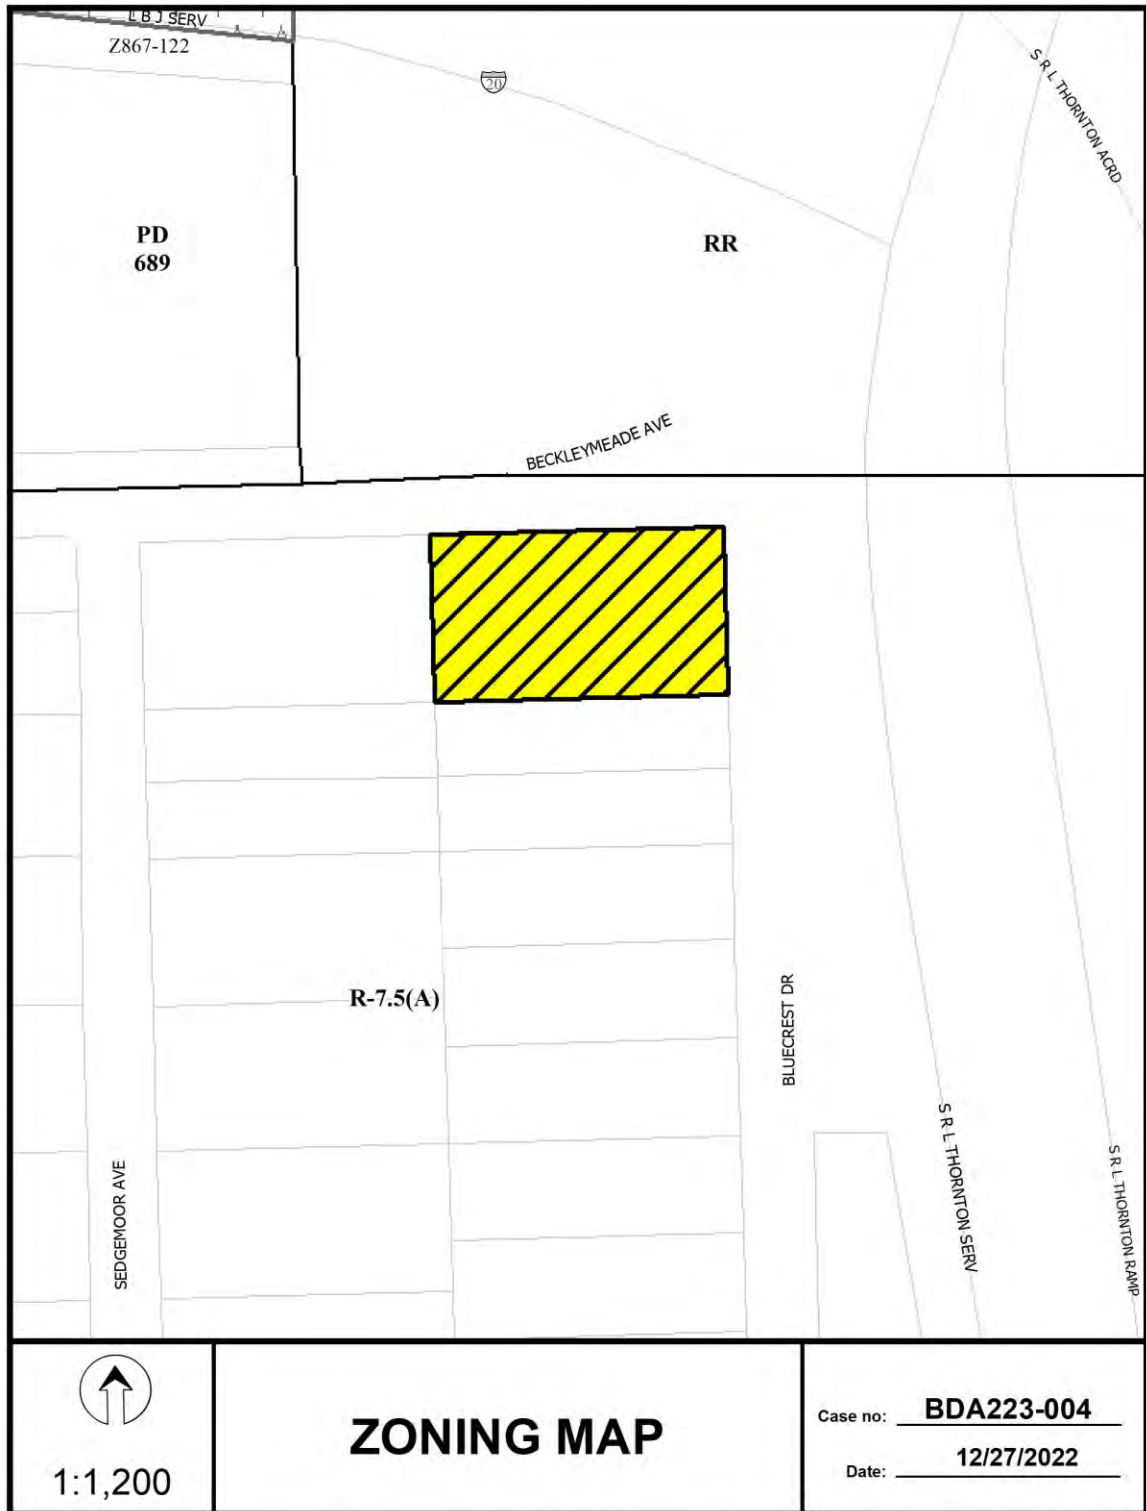 L B J SERV
Z867-122
20
S R L THORNTON ACRD
PD
689
RR
BECKLEYMEADE AVE
R-7.5(A)
BLUECREST DR
SEDGEMOOR AVE
S R L THORNTON SERV
S R L THORNTON RAMP
1:1,200
ZONING MAP
Case no: BDA223-004
Date: 12/27/2022